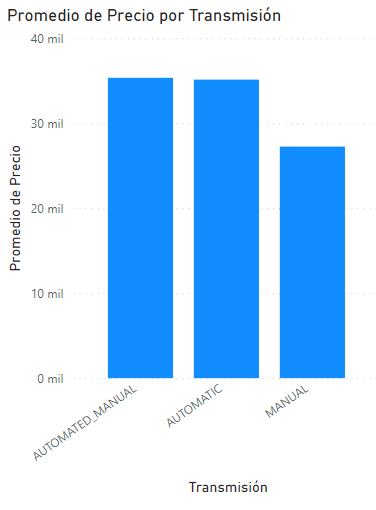 Promedio de Precio por Transmisión
40 mil
30 mil
20 mil
10 mil
0 mil
Promedio de Precio
AUTOMATED_MANUAL
AUTOMATIC
MANUAL
Transmisión